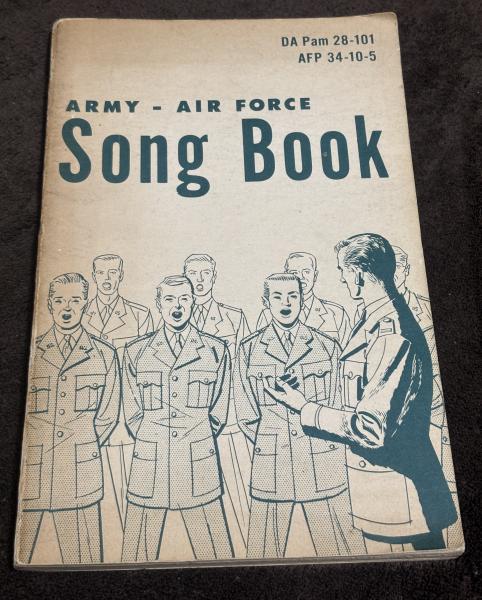 DA Pam 28-101
AFP 34-10-5
ARMY - AIR FORCE
Song Book